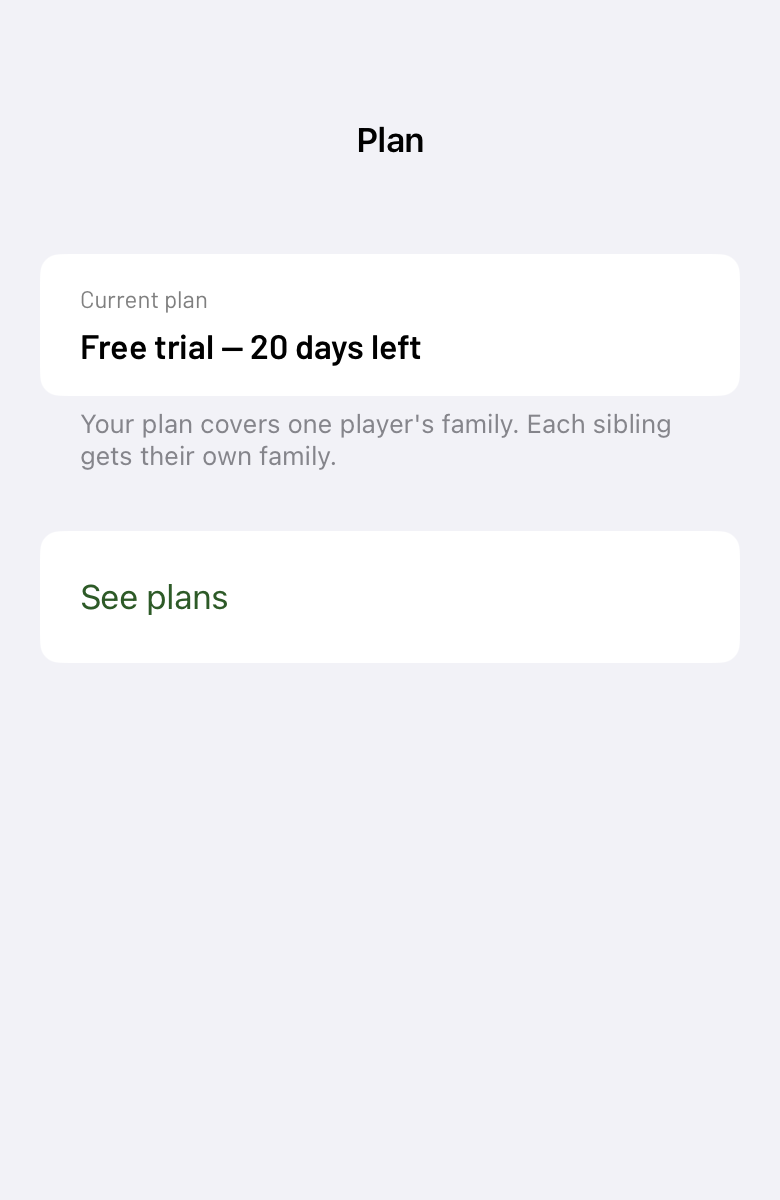 Plan
Current plan
Free trial — 20 days left
Your plan covers one player's family. Each sibling
gets their own family.
See plans